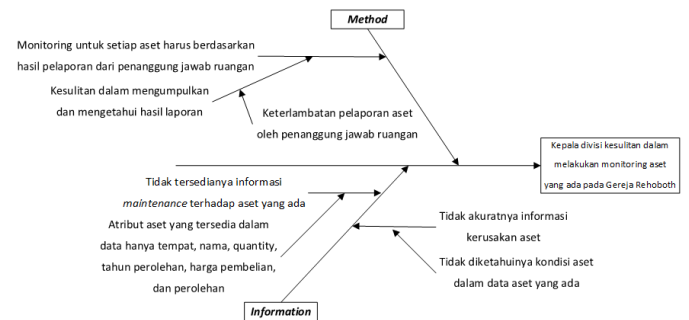 Method
Monitoring untuk setiap aset harus berdasarkan
hasil pelaporan dari penanggung jawab ruangan
Kesulitan dalam mengumpulkan
dan mengetahui hasil laporan
Keterlambatan pelaporan aset
oleh penanggung jawab ruangan
Kepala divisi kesulitan dalam
melakukan monitoring aset
yang ada pada Gereja Rehoboth
Tidak tersedianya informasi
maintenance terhadap aset yang ada
Atribut aset yang tersedia dalam
data hanya tempat, nama, quantity,
tahun perolehan, harga pembelian,
dan perolehan
Tidak akuratnya informasi
kerusakan aset
Tidak diketahuinya kondisi aset
dalam data aset yang ada
Information